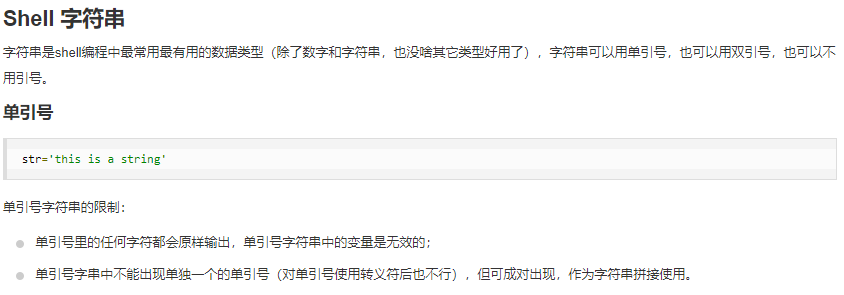 Shell 字符串
字符串是shell编程中最常用最有用的数据类型（除了数字和字符串，也没啥其它类型好用了），字符串可以用单引号，也可以用双引号，也可以不
用引号。
单引号
str='this is a string'
单引号字符串的限制：
单引号里的任何字符都会原样输出，单引号字符串中的变量是无效的；
单引号字串中不能出现单独一个的单引号（对单引号使用转义符后也不行），但可成对出现，作为字符串拼接使用。